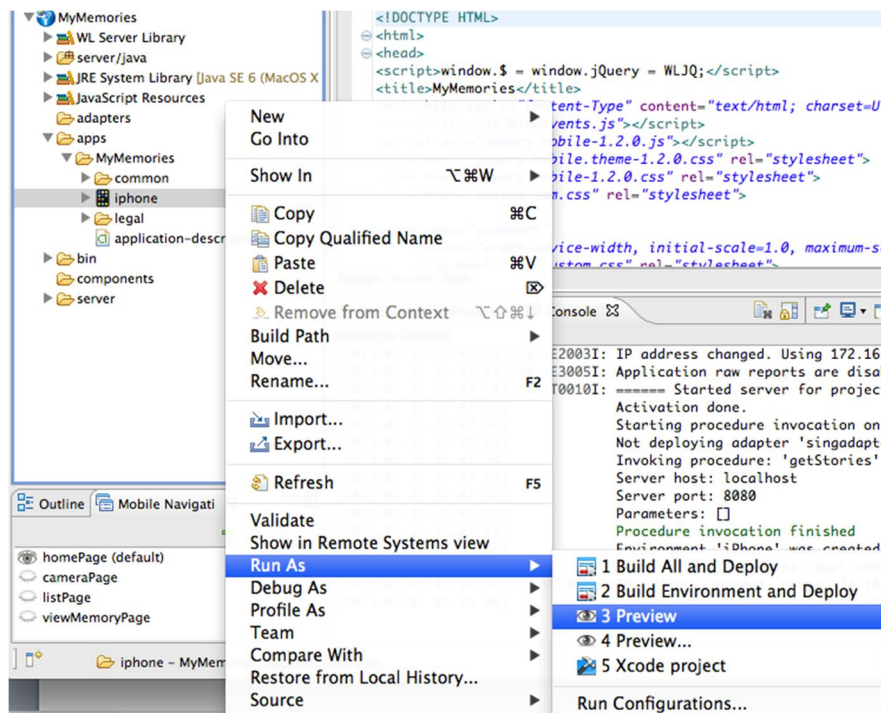 MyMemories
WL Server Library
server/java
JRE System Library [Java SE 6 (MacOS X
JavaScript Resources
adapters
apps
MyMemories
common
iphone
legal
application-descr
bin
components
server
<!DOCTYPE HTML>
<html>
<head>
<script>window.$ = window.jQuery = WLJQ;</script>
<title>MyMemories</title>
tent-Type" content="text/html; charset=U
vents.js"></script>
obile-1.2.0.js"></script>
bile.theme-1.2.0.css" rel="stylesheet">
bile-1.2.0.css" rel="stylesheet">
m.css" rel="stylesheet">
vice-width, initial-scale=1.0, maximum-s
stom.css" rel="stylesheet">
New
Go Into
Show In ⌥⌘W
Copy ⌘C
Copy Qualified Name
Paste ⌘V
Delete ⌦
Remove from Context ⌥⇧⌘↓
Build Path
Move...
Rename... F2
Import...
Export...
Refresh F5
Validate
Show in Remote Systems view
Run As
Debug As
Profile As
Team
Compare With
Restore from Local History...
Source
1 Build All and Deploy
2 Build Environment and Deploy
3 Preview
4 Preview...
5 Xcode project
Run Configurations...
Console
E2003I: IP address changed. Using 172.16
E3005I: Application raw reports are disa
T0010I: ====== Started server for projec
Activation done.
Starting procedure invocation on
Not deploying adapter 'singadapt
Invoking procedure: 'getStories'
Server host: localhost
Server port: 8080
Parameters: []
Procedure invocation finished
Environment 'iPhone' was created
Outline
Mobile Navigati
homePage (default)
cameraPage
listPage
viewMemoryPage
iphone – MyMem